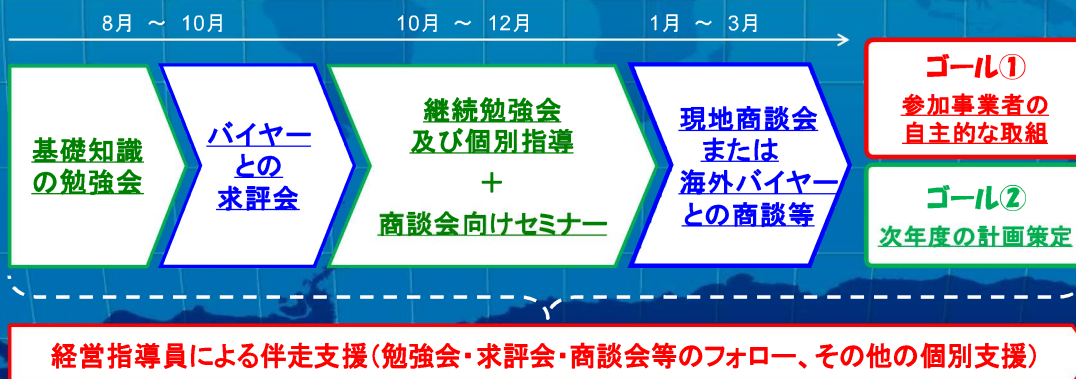 8月 ～ 10月
10月 ～ 12月
1月 ～ 3月
基礎知識
の勉強会
バイヤー
との
求評会
継続勉強会
及び個別指導
＋
商談会向けセミナー
現地商談会
または
海外バイヤー
との商談等
ゴール①
参加事業者の
自主的な取組
ゴール②
次年度の計画策定
経営指導員による伴走支援（勉強会・求評会・商談会等のフォロー、その他の個別支援）